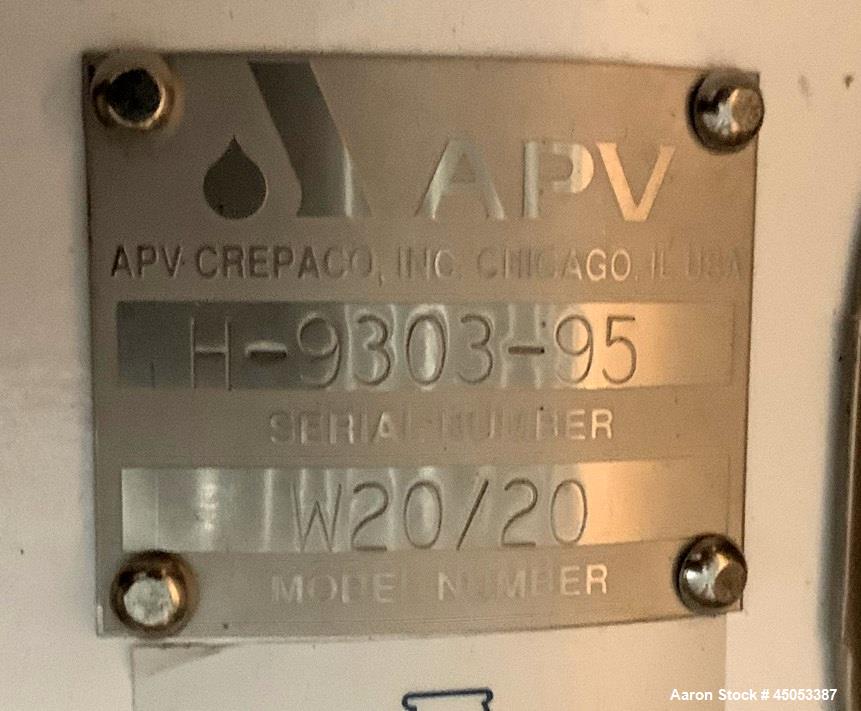 APV
APV CREPACO, INC. CHICAGO, IL USA
H-9303-95
SERIAL NUMBER
W20/20
MODEL NUMBER
Aaron Stock # 45053387